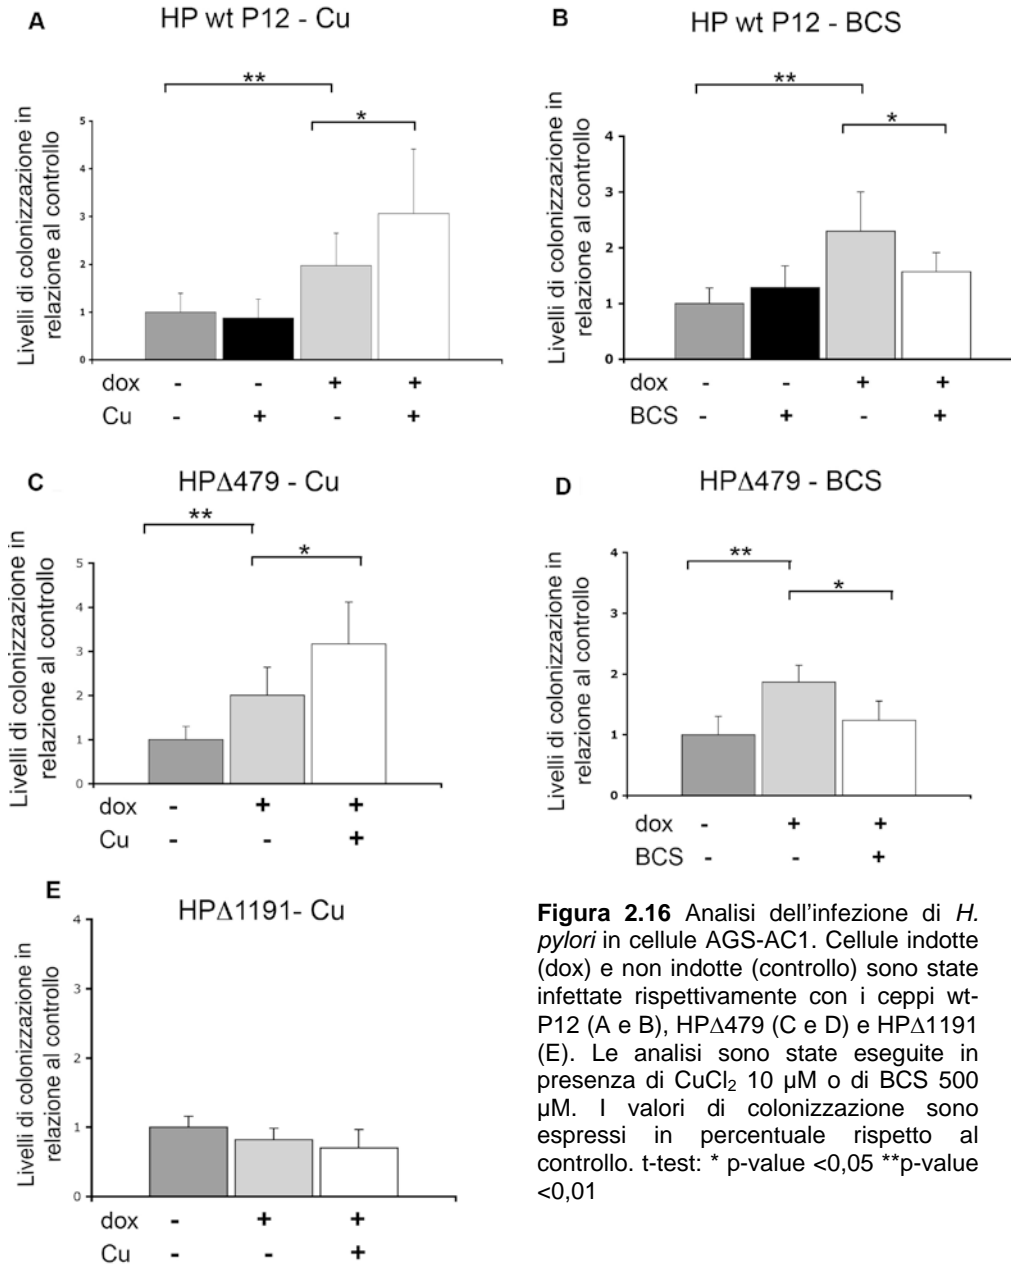 A
HP wt P12 - Cu
**
*
Livelli di colonizzazione in
relazione al controllo
5
4
3
2
1
0
dox - - + +
Cu - + - +
B
HP wt P12 - BCS
**
*
Livelli di colonizzazione in
relazione al controllo
4
3
2
1
0
dox - - + +
BCS - + - +
C
HPΔ479 - Cu
**
*
Livelli di colonizzazione in
relazione al controllo
5
4
3
2
1
0
dox - + +
Cu - - +
D
HPΔ479 - BCS
**
*
Livelli di colonizzazione in
relazione al controllo
4
3
2
1
0
dox - + +
BCS - - +
E
HPΔ1191- Cu
Livelli di colonizzazione in
relazione al controllo
4
3
2
1
0
dox - + +
Cu - - +
Figura 2.16 Analisi dell'infezione di H.
pylori in cellule AGS-AC1. Cellule indotte
(dox) e non indotte (controllo) sono state
infettate rispettivamente con i ceppi wt-
P12 (A e B), HPΔ479 (C e D) e HPΔ1191
(E). Le analisi sono state eseguite in
presenza di CuCl₂ 10 µM o di BCS 500
µM. I valori di colonizzazione sono
espressi in percentuale rispetto al
controllo. t-test: * p-value <0,05 **p-value
<0,01